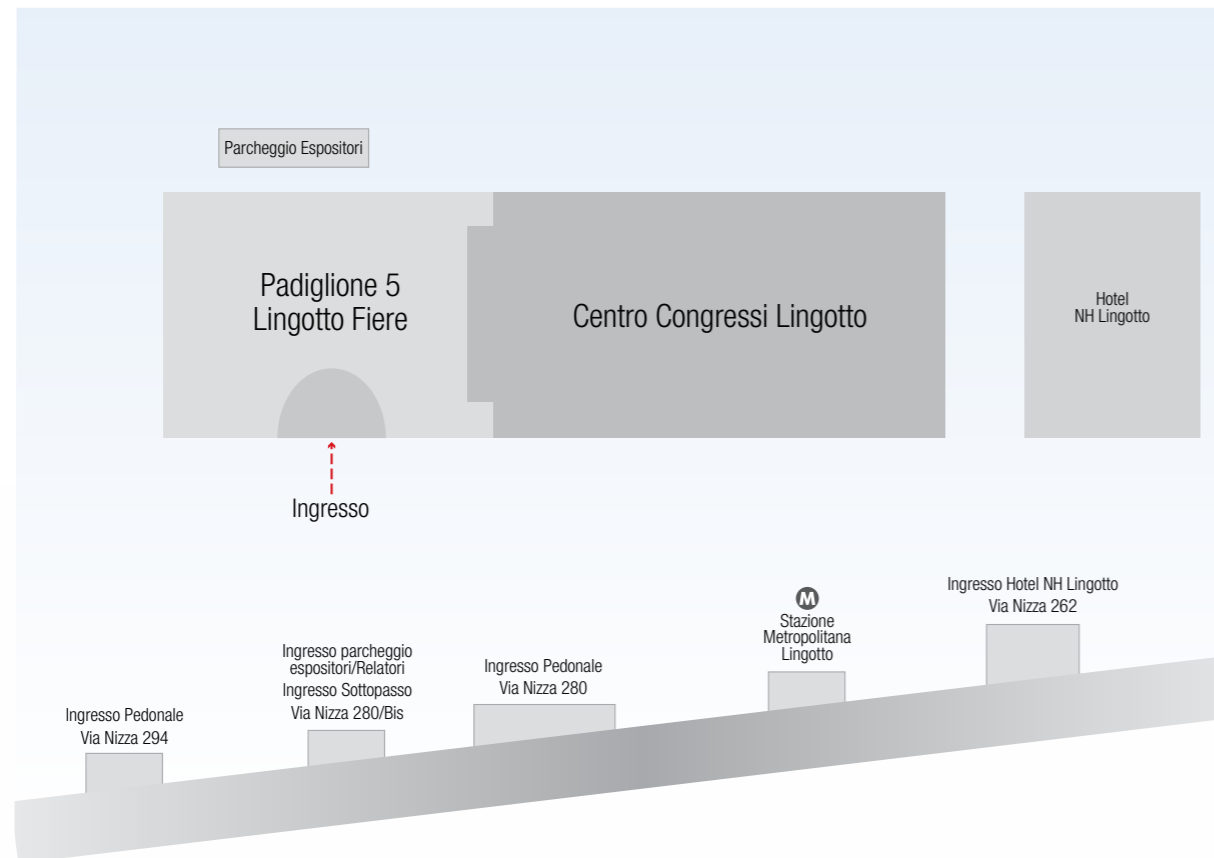 Parcheggio Espositori
Padiglione 5
Lingotto Fiere
Centro Congressi Lingotto
Hotel
NH Lingotto
Ingresso
Ingresso Pedonale
Via Nizza 294
Ingresso parcheggio
espositori/Relatori
Ingresso Sottopasso
Via Nizza 280/Bis
Ingresso Pedonale
Via Nizza 280
M
Stazione
Metropolitana
Lingotto
Ingresso Hotel NH Lingotto
Via Nizza 262